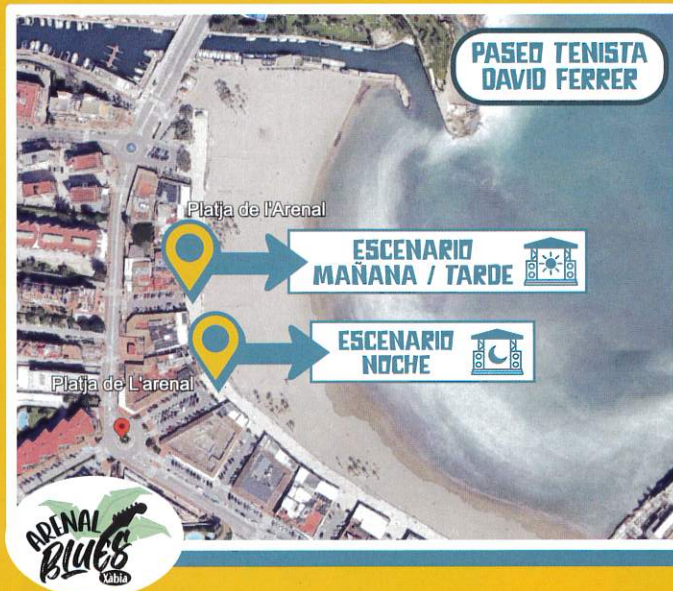 PASEO TENISTA
DAVID FERRER
Platja de l'Arenal
ESCENARIO
MAÑANA / TARDE
ESCENARIO
NOCHE
Platja de L'arenal
ARENAL
BLUES
Xàbia